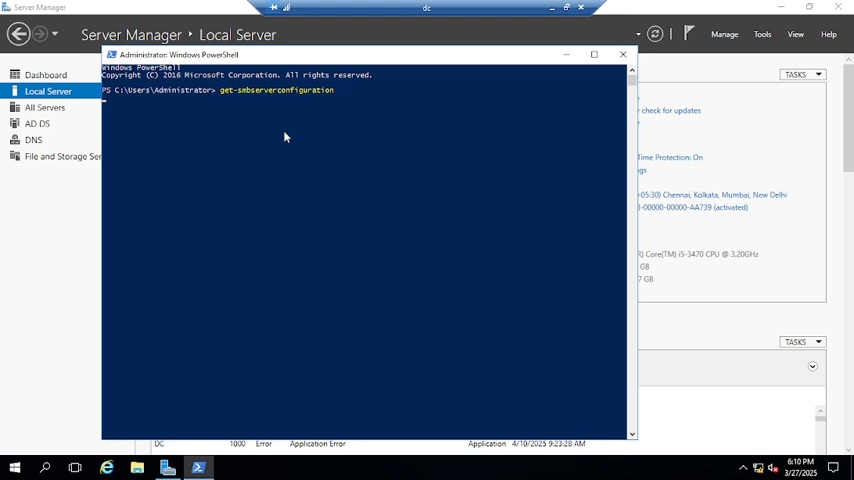 Server Manager
dc
Server Manager ‣ Local Server
Manage Tools View Help
Administrator: Windows PowerShell
Windows PowerShell
Copyright (C) 2016 Microsoft Corporation. All rights reserved.
PS C:\Users\Administrator> get-smbserverconfiguration
Dashboard
Local Server
All Servers
AD DS
DNS
File and Storage Se
TASKS
check for updates
Time Protection: On
+05:30) Chennai, Kolkata, Mumbai, New Delhi
-00000-00000-AA739 (activated)
R) Core(TM) i5-3470 CPU @ 3.20GHz
GB
7 GB
TASKS
DC 1000 Error Application Error Application 4/10/2025 9:23:28 AM
6:10 PM
3/27/2025